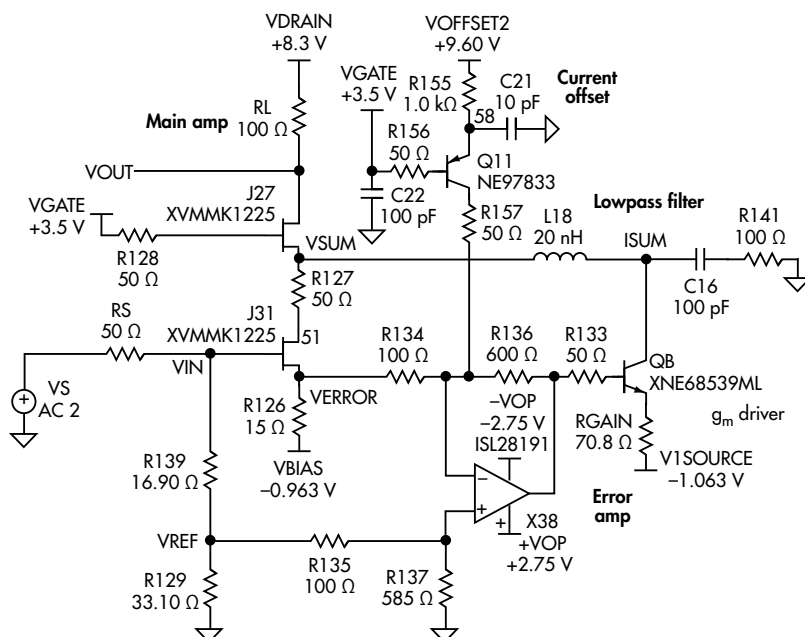 VDRAIN
+8.3 V
VOFFSET2
+9.60 V
VGATE
+3.5 V
R155
1.0 kΩ
C21
10 pF
Current
offset
58
Main amp
RL
100 Ω
R156
50 Ω
Q11
NE97833
VOUT
C22
100 pF
J27
XVMMK1225
VGATE
+3.5 V
R157
50 Ω
L18
20 nH
Lowpass filter
R128
50 Ω
VSUM
ISUM
R141
100 Ω
C16
100 pF
R127
50 Ω
RS
50 Ω
J31
XVMMK1225
51
R134
100 Ω
R136
600 Ω
R133
50 Ω
QB
XNE68539ML
VIN
VS
AC 2
+
VERROR
R126
15 Ω
–VOP
–2.75 V
ISL28191
RGAIN
70.8 Ω
gm driver
VBIAS
–0.963 V
V1SOURCE
–1.063 V
R139
16.90 Ω
–
+
Error
amp
X38
+
+VOP
+2.75 V
VREF
R135
100 Ω
R129
33.10 Ω
R137
585 Ω